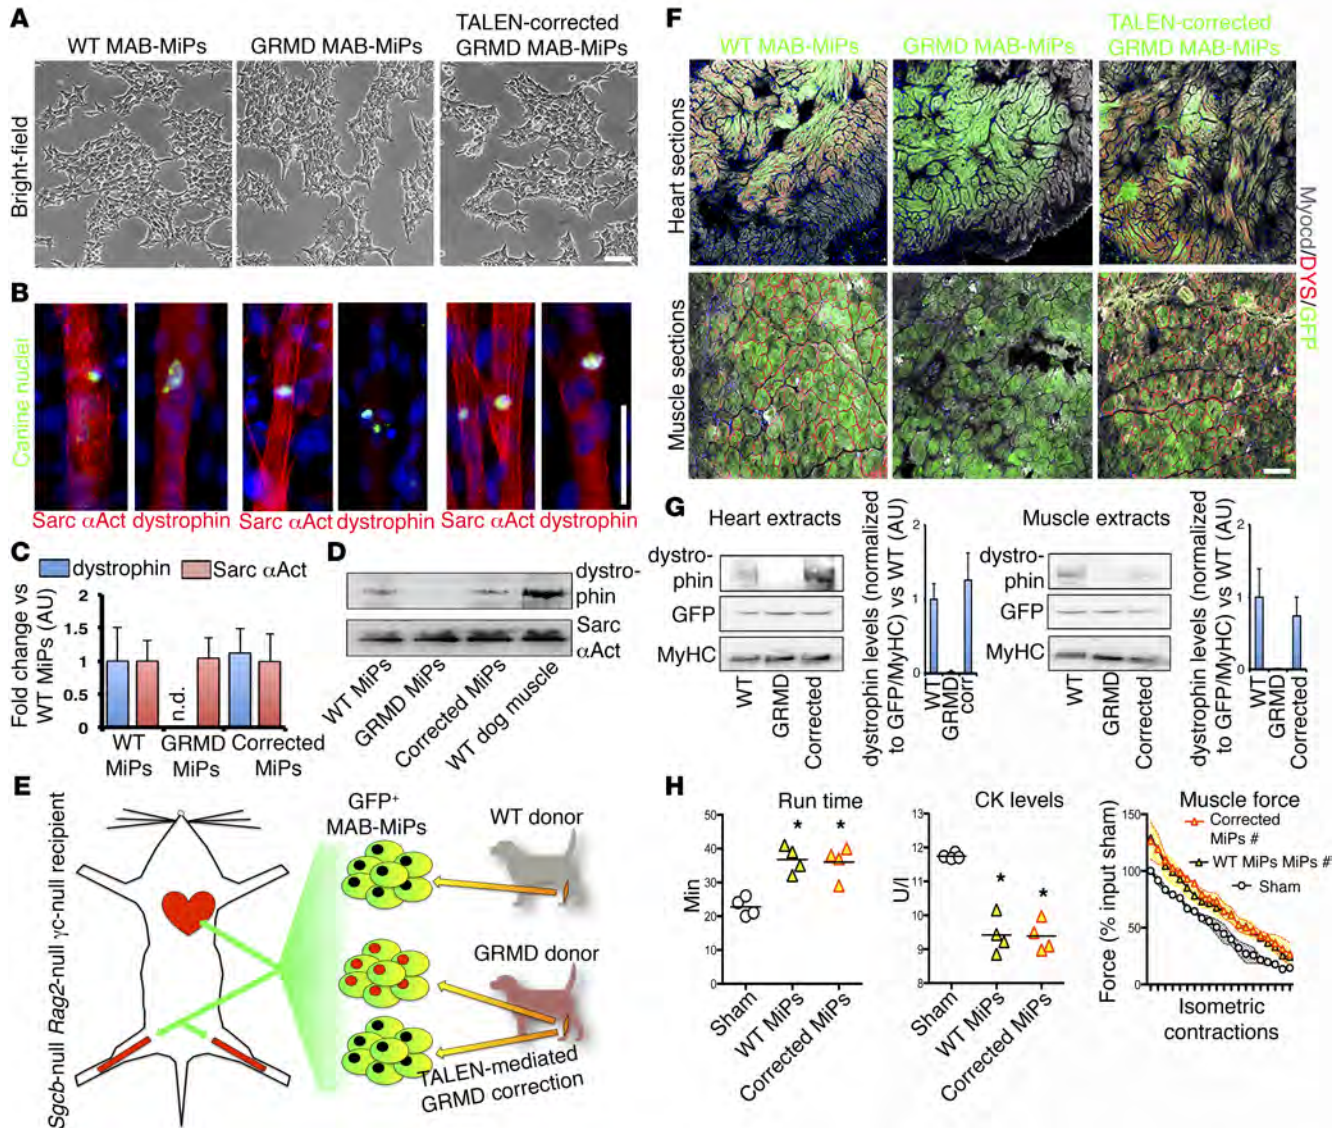 A
WT MAB-MiPs
GRMD MAB-MiPs
TALEN-corrected
GRMD MAB-MiPs
Bright-field
B
Canine nuclei
Sarc αAct
dystrophin
Sarc αAct
dystrophin
Sarc αAct
dystrophin
C
dystrophin
Sarc αAct
Fold change vs
WT MiPs (AU)
2
1.5
1
0.5
0
n.d.
WT
MiPs
GRMD
MiPs
Corrected
MiPs
D
dystro-
phin
Sarc
αAct
WT MiPs
GRMD MiPs
Corrected MiPs
WT dog muscle
E
Sgcb-null Rag2-null γc-null recipient
GFP+
MAB-MiPs
WT donor
GRMD donor
TALEN-mediated
GRMD correction
F
WT MAB-MiPs
GRMD MAB-MiPs
TALEN-corrected
GRMD MAB-MiPs
Heart sections
Muscle sections
Myocd/DYS/GFP
G
Heart extracts
dystro-
phin
GFP
MyHC
WT
GRMD
Corrected
dystrophin levels (normalized
to GFP/MyHC) vs WT (AU)
2
1
0
WT
GRMD
corr
Muscle extracts
dystro-
phin
GFP
MyHC
WT
GRMD
Corrected
dystrophin levels (normalized
to GFP/MyHC) vs WT (AU)
2
1
0
WT
GRMD
Corrected
H
Run time
Min
50
40
30
20
10
0
* *
Sham
WT MiPs
Corrected MiPs
CK levels
U/l
13
12
11
10
9
8
* *
Sham
WT MiPs
Corrected MiPs
Muscle force
Corrected
MiPs #
WT MiPs MiPs #
Sham
Force (% input sham)
150
100
50
0
Isometric
contractions